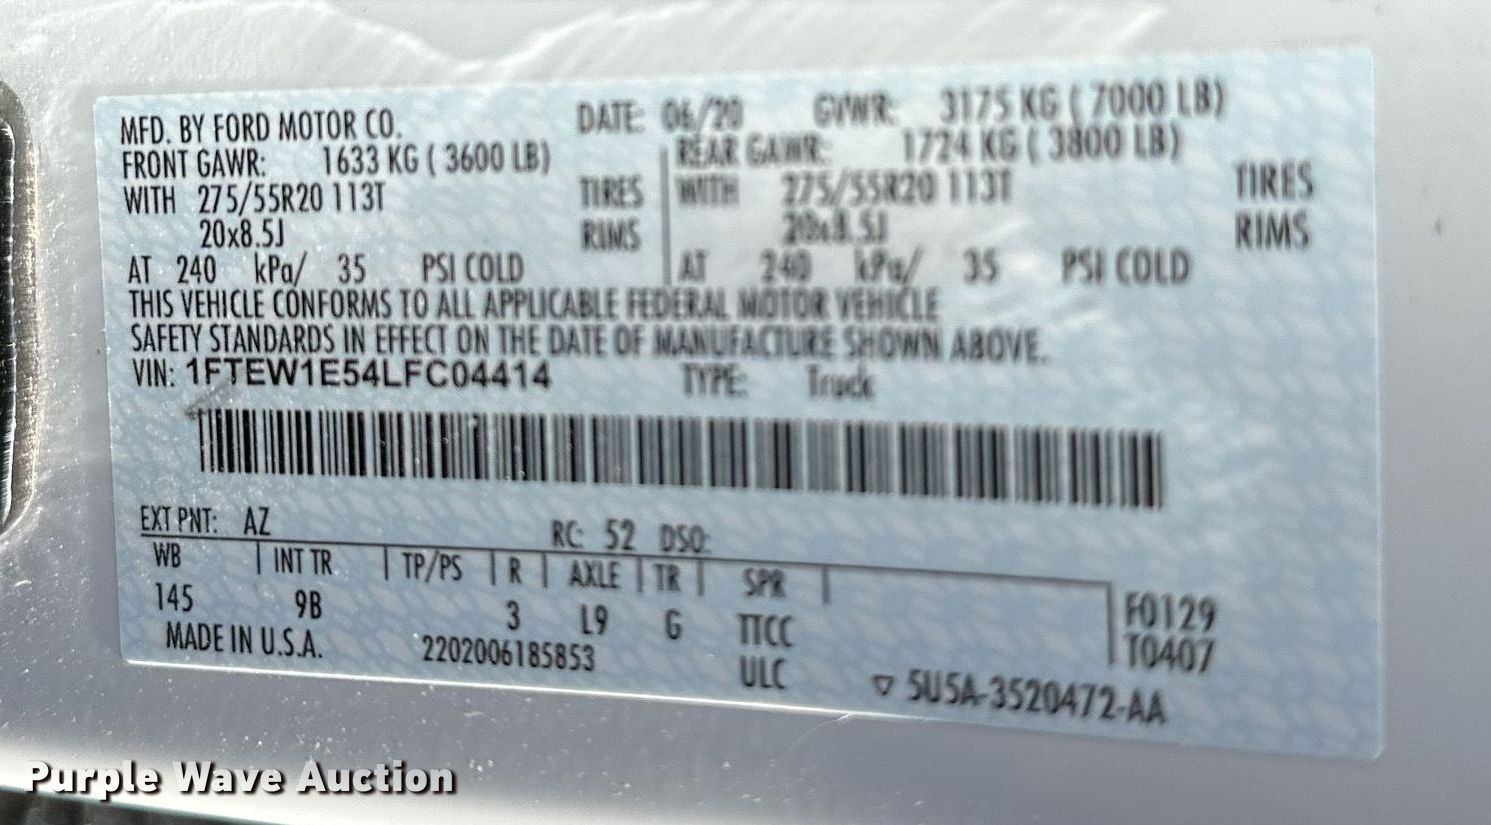 MFD. BY FORD MOTOR CO. DATE: 06/20 GVWR: 3175 KG ( 7000 LB)
FRONT GAWR: 1633 KG ( 3600 LB) REAR GAWR: 1724 KG ( 3800 LB)
WITH 275/55R20 113T TIRES WITH 275/55R20 113T TIRES
20x8.5J RIMS 20x8.5J RIMS
AT 240 kPa/ 35 PSI COLD AT 240 kPa/ 35 PSI COLD
THIS VEHICLE CONFORMS TO ALL APPLICABLE FEDERAL MOTOR VEHICLE
SAFETY STANDARDS IN EFFECT ON THE DATE OF MANUFACTURE SHOWN ABOVE.
VIN: 1FTEW1E54LFC04414 TYPE: Truck
EXT PNT: AZ RC: 52 DSO:
WB INT TR TP/PS R AXLE TR SPR
145 9B 3 L9 G TTCC F0129
MADE IN U.S.A. 2202006185853 ULC T0407
▽ 5U5A-3520472-AA
Purple Wave Auction